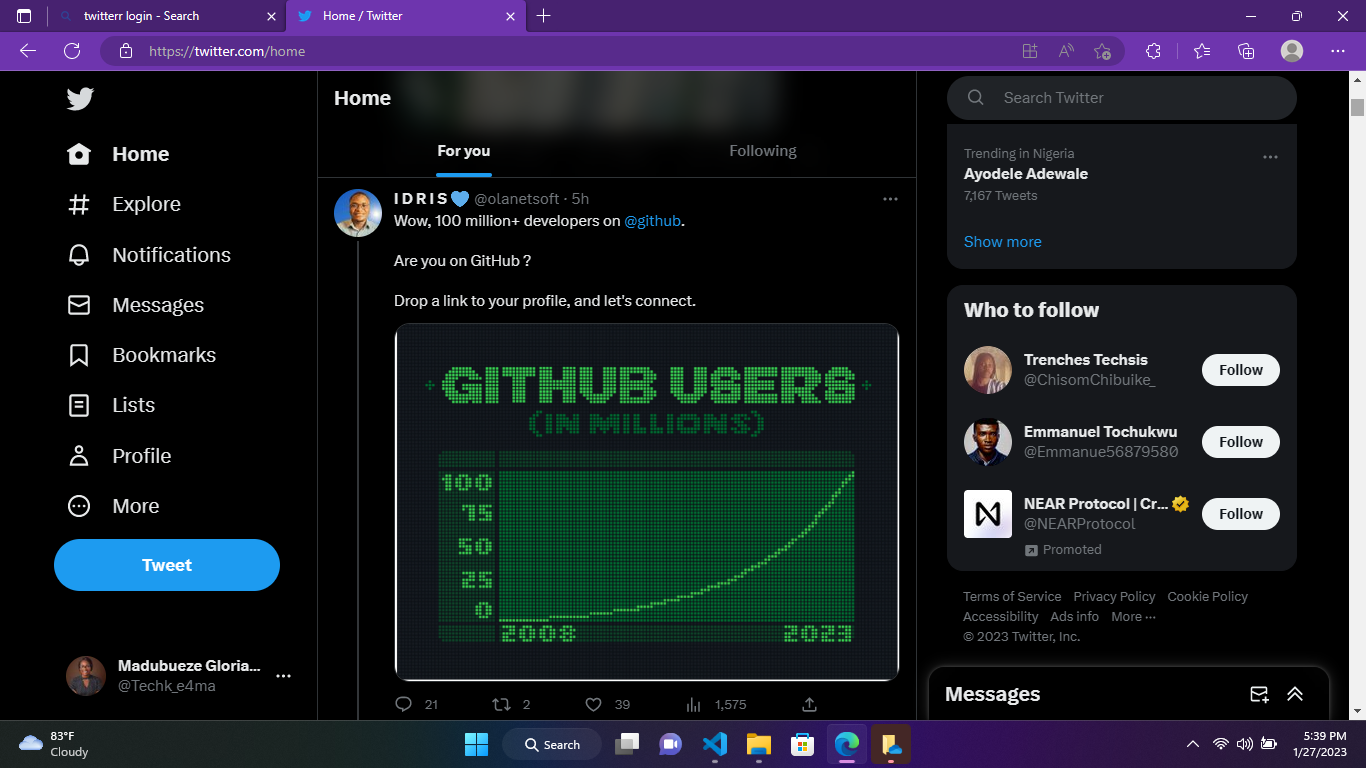 twitterr login - Search
Home / Twitter
https://twitter.com/home
Home
Explore
Notifications
Messages
Bookmarks
Lists
Profile
More
Tweet
Madubueze Gloria...
@Techk_e4ma
Home
For you
Following
I D R I S💙 @olanetsoft · 5h
Wow, 100 million+ developers on @github.
Are you on GitHub ?
Drop a link to your profile, and let's connect.
GITHUB USERS
(IN MILLIONS)
100
75
50
25
0
2008 2023
21 2 39 1,575
Search Twitter
Trending in Nigeria
Ayodele Adewale
7,167 Tweets
Show more
Who to follow
Trenches Techsis
@ChisomChibuike_
Follow
Emmanuel Tochukwu
@Emmanue56879580
Follow
NEAR Protocol | Cr...
@NEARProtocol
Promoted
Follow
Terms of Service Privacy Policy Cookie Policy
Accessibility Ads info More ···
© 2023 Twitter, Inc.
Messages
83°F
Cloudy
Search
5:39 PM
1/27/2023